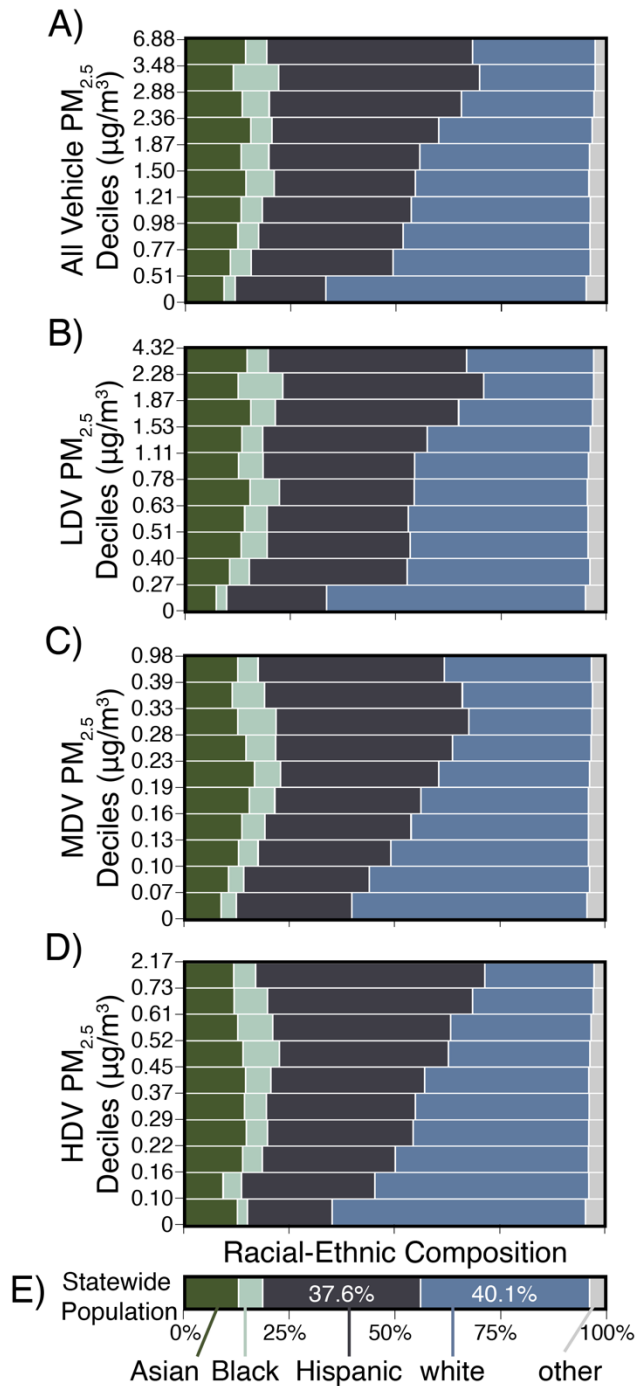 A)
All Vehicle PM2.5
Deciles (µg/m³)
6.88
3.48
2.88
2.36
1.87
1.50
1.21
0.98
0.77
0.51
0
B)
LDV PM2.5
Deciles (µg/m³)
4.32
2.28
1.87
1.53
1.11
0.78
0.63
0.51
0.40
0.27
0
C)
MDV PM2.5
Deciles (µg/m³)
0.98
0.39
0.33
0.28
0.23
0.19
0.16
0.13
0.10
0.07
0
D)
HDV PM2.5
Deciles (µg/m³)
2.17
0.73
0.61
0.52
0.45
0.37
0.29
0.22
0.16
0.10
0
Racial-Ethnic Composition
E)
Statewide
Population
37.6% 40.1%
0% 25% 50% 75% 100%
Asian Black Hispanic white other